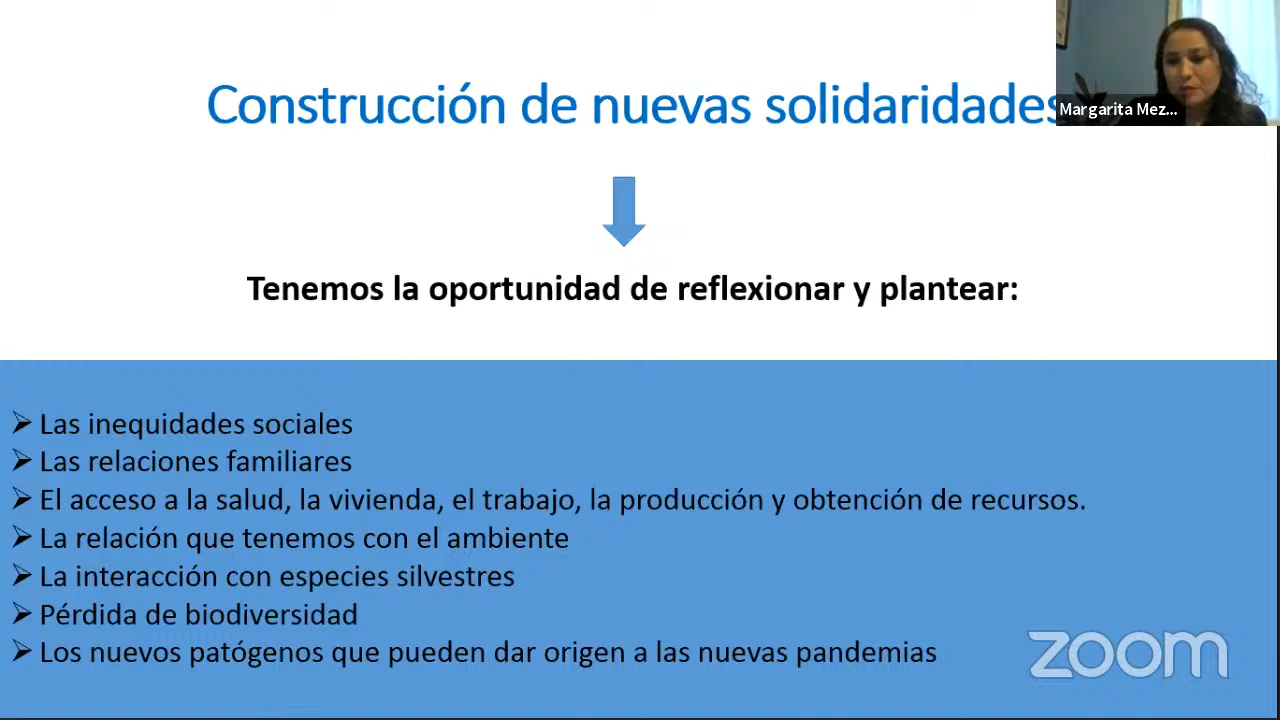 Construcción de nuevas solidaridades
Margarita Mez...
Tenemos la oportunidad de reflexionar y plantear:
Las inequidades sociales
Las relaciones familiares
El acceso a la salud, la vivienda, el trabajo, la producción y obtención de recursos.
La relación que tenemos con el ambiente
La interacción con especies silvestres
Pérdida de biodiversidad
Los nuevos patógenos que pueden dar origen a las nuevas pandemias
zoom